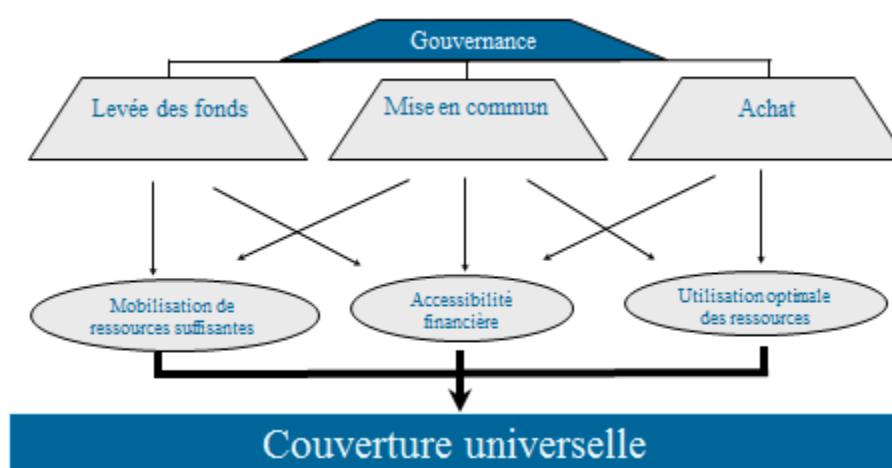 Gouvernance
Levée des fonds
Mise en commun
Achat
Mobilisation de
ressources suffisantes
Accessibilité
financière
Utilisation optimale
des ressources
Couverture universelle